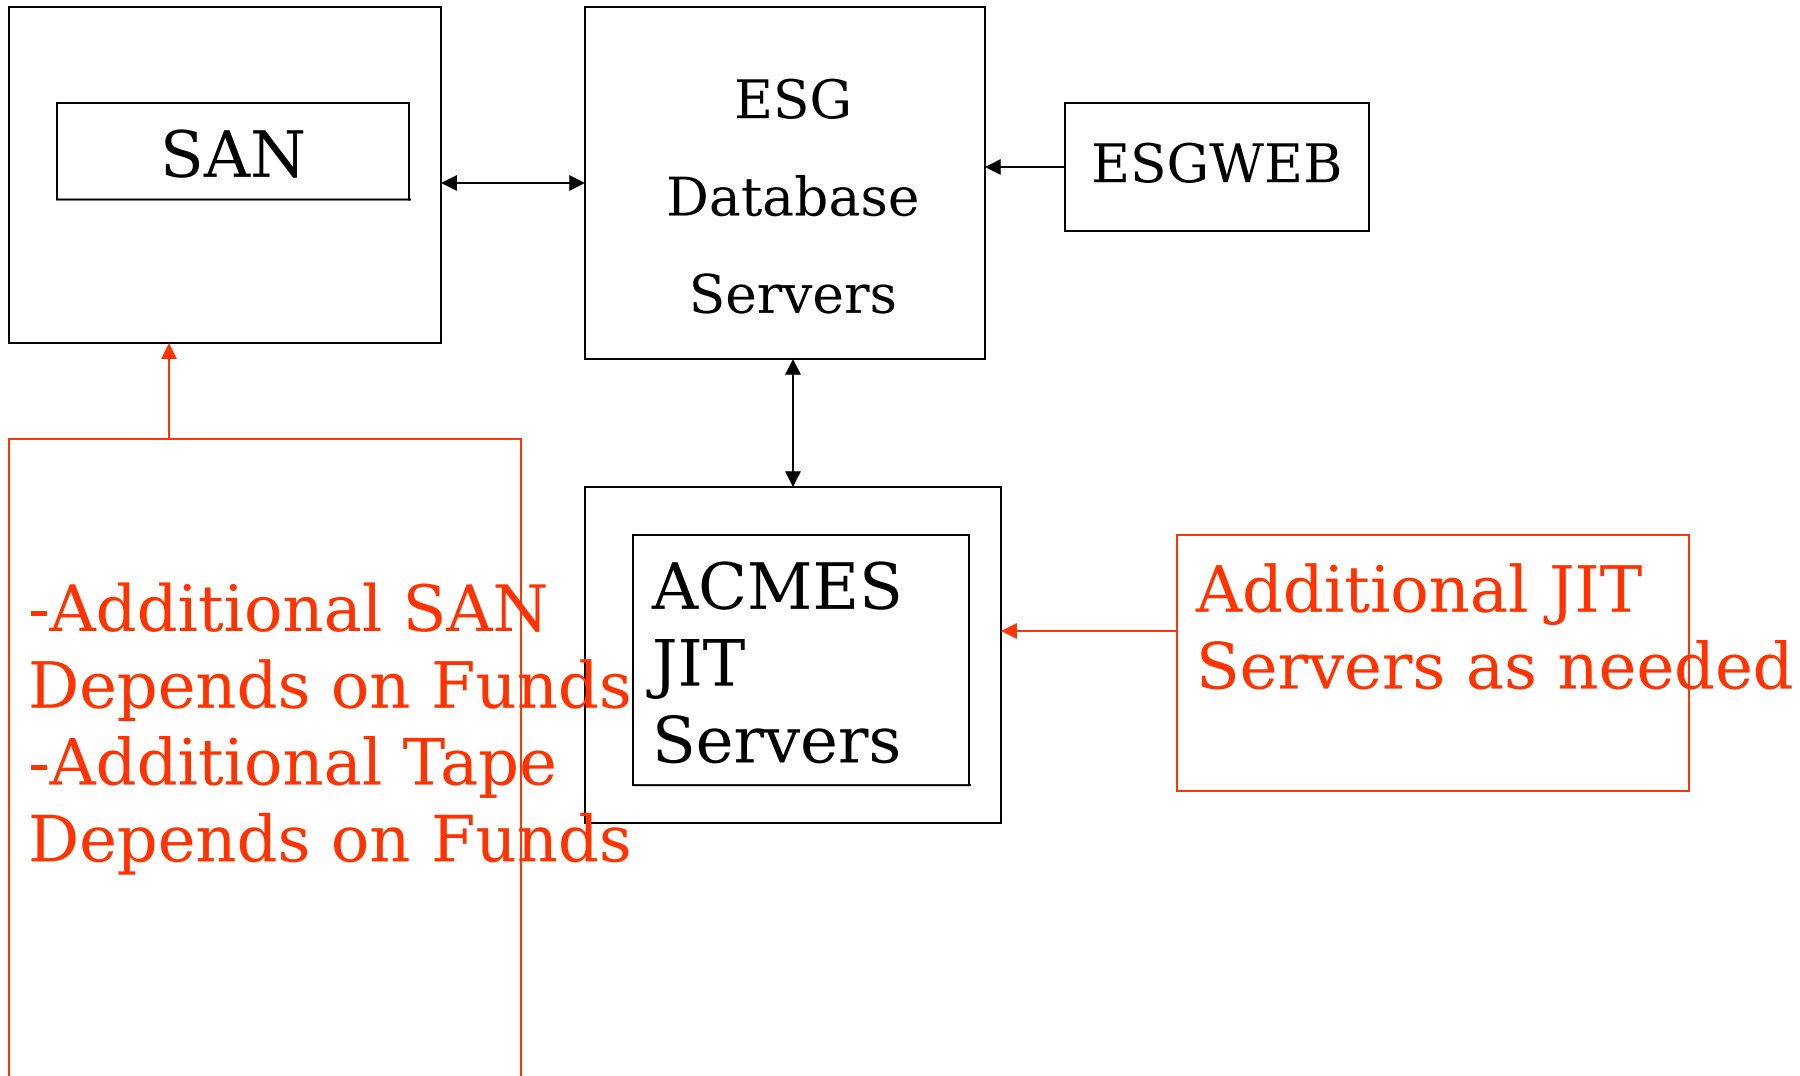 SAN
ESG
Database
Servers
ESGWEB
-Additional SAN
Depends on Funds
-Additional Tape
Depends on Funds
ACMES
JIT
Servers
Additional JIT
Servers as needed